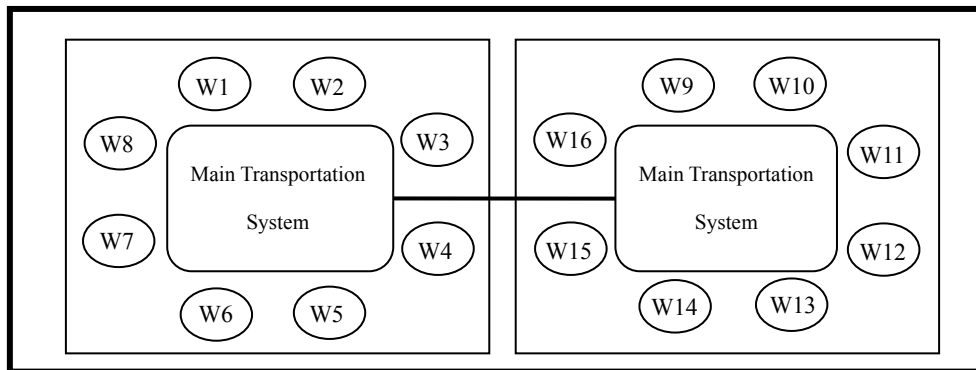 W1
W2
W3
W4
W5
W6
W7
W8
Main Transportation
System
W9
W10
W11
W12
W13
W14
W15
W16
Main Transportation
System